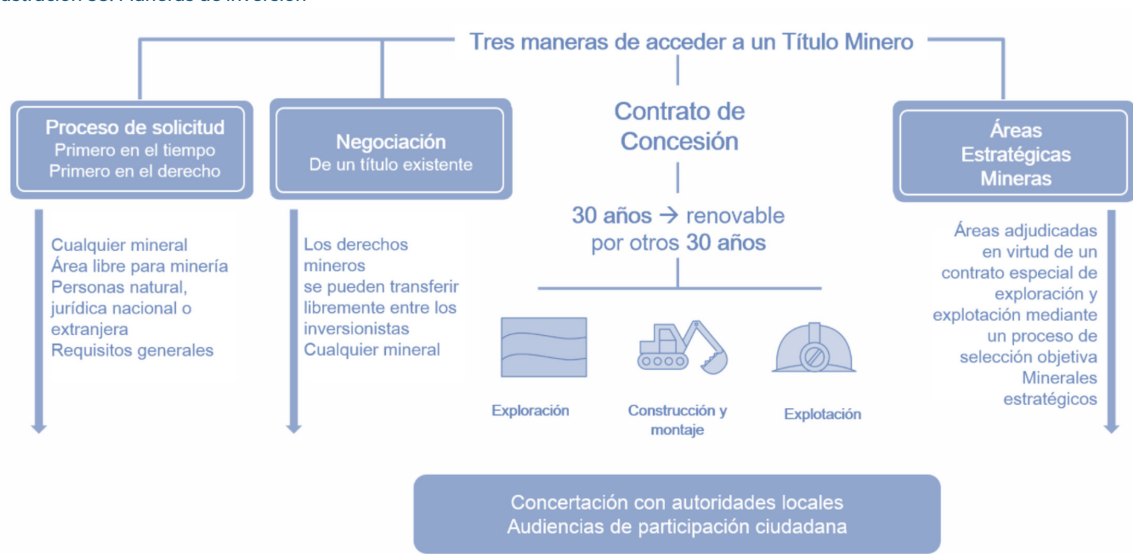 Tres maneras de acceder a un Título Minero
Proceso de solicitud
Primero en el tiempo
Primero en el derecho
Cualquier mineral
Área libre para minería
Personas natural,
jurídica nacional o
extranjera
Requisitos generales
Negociación
De un título existente
Los derechos
mineros
se pueden transferir
libremente entre los
inversionistas
Cualquier mineral
Contrato de
Concesión
30 años → renovable
por otros 30 años
Exploración
Construcción y
montaje
Explotación
Áreas
Estratégicas
Mineras
Áreas adjudicadas
en virtud de un
contrato especial de
exploración y
explotación mediante
un proceso de
selección objetiva
Minerales
estratégicos
Concertación con autoridades locales
Audiencias de participación ciudadana